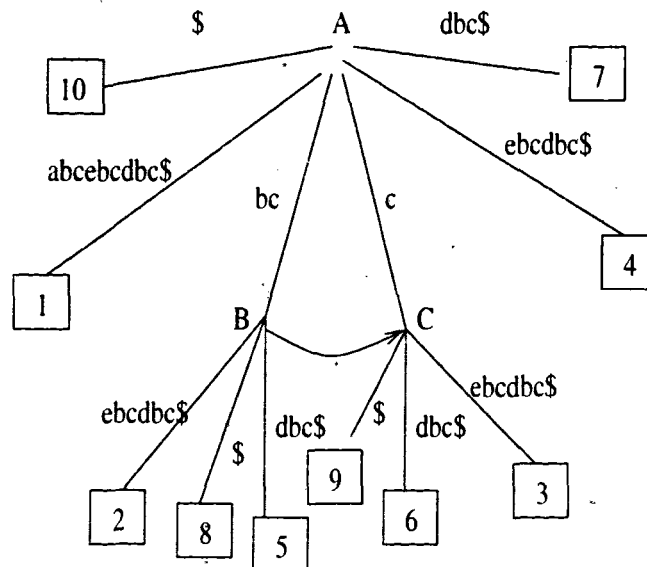 $ A dbc$
10 7
abcebcdbc$ ebcdbc$
bc c
1 4
B C
ebcdbc$ $ dbc$ $ dbc$ ebcdbc$
2 8 5 9 6 3